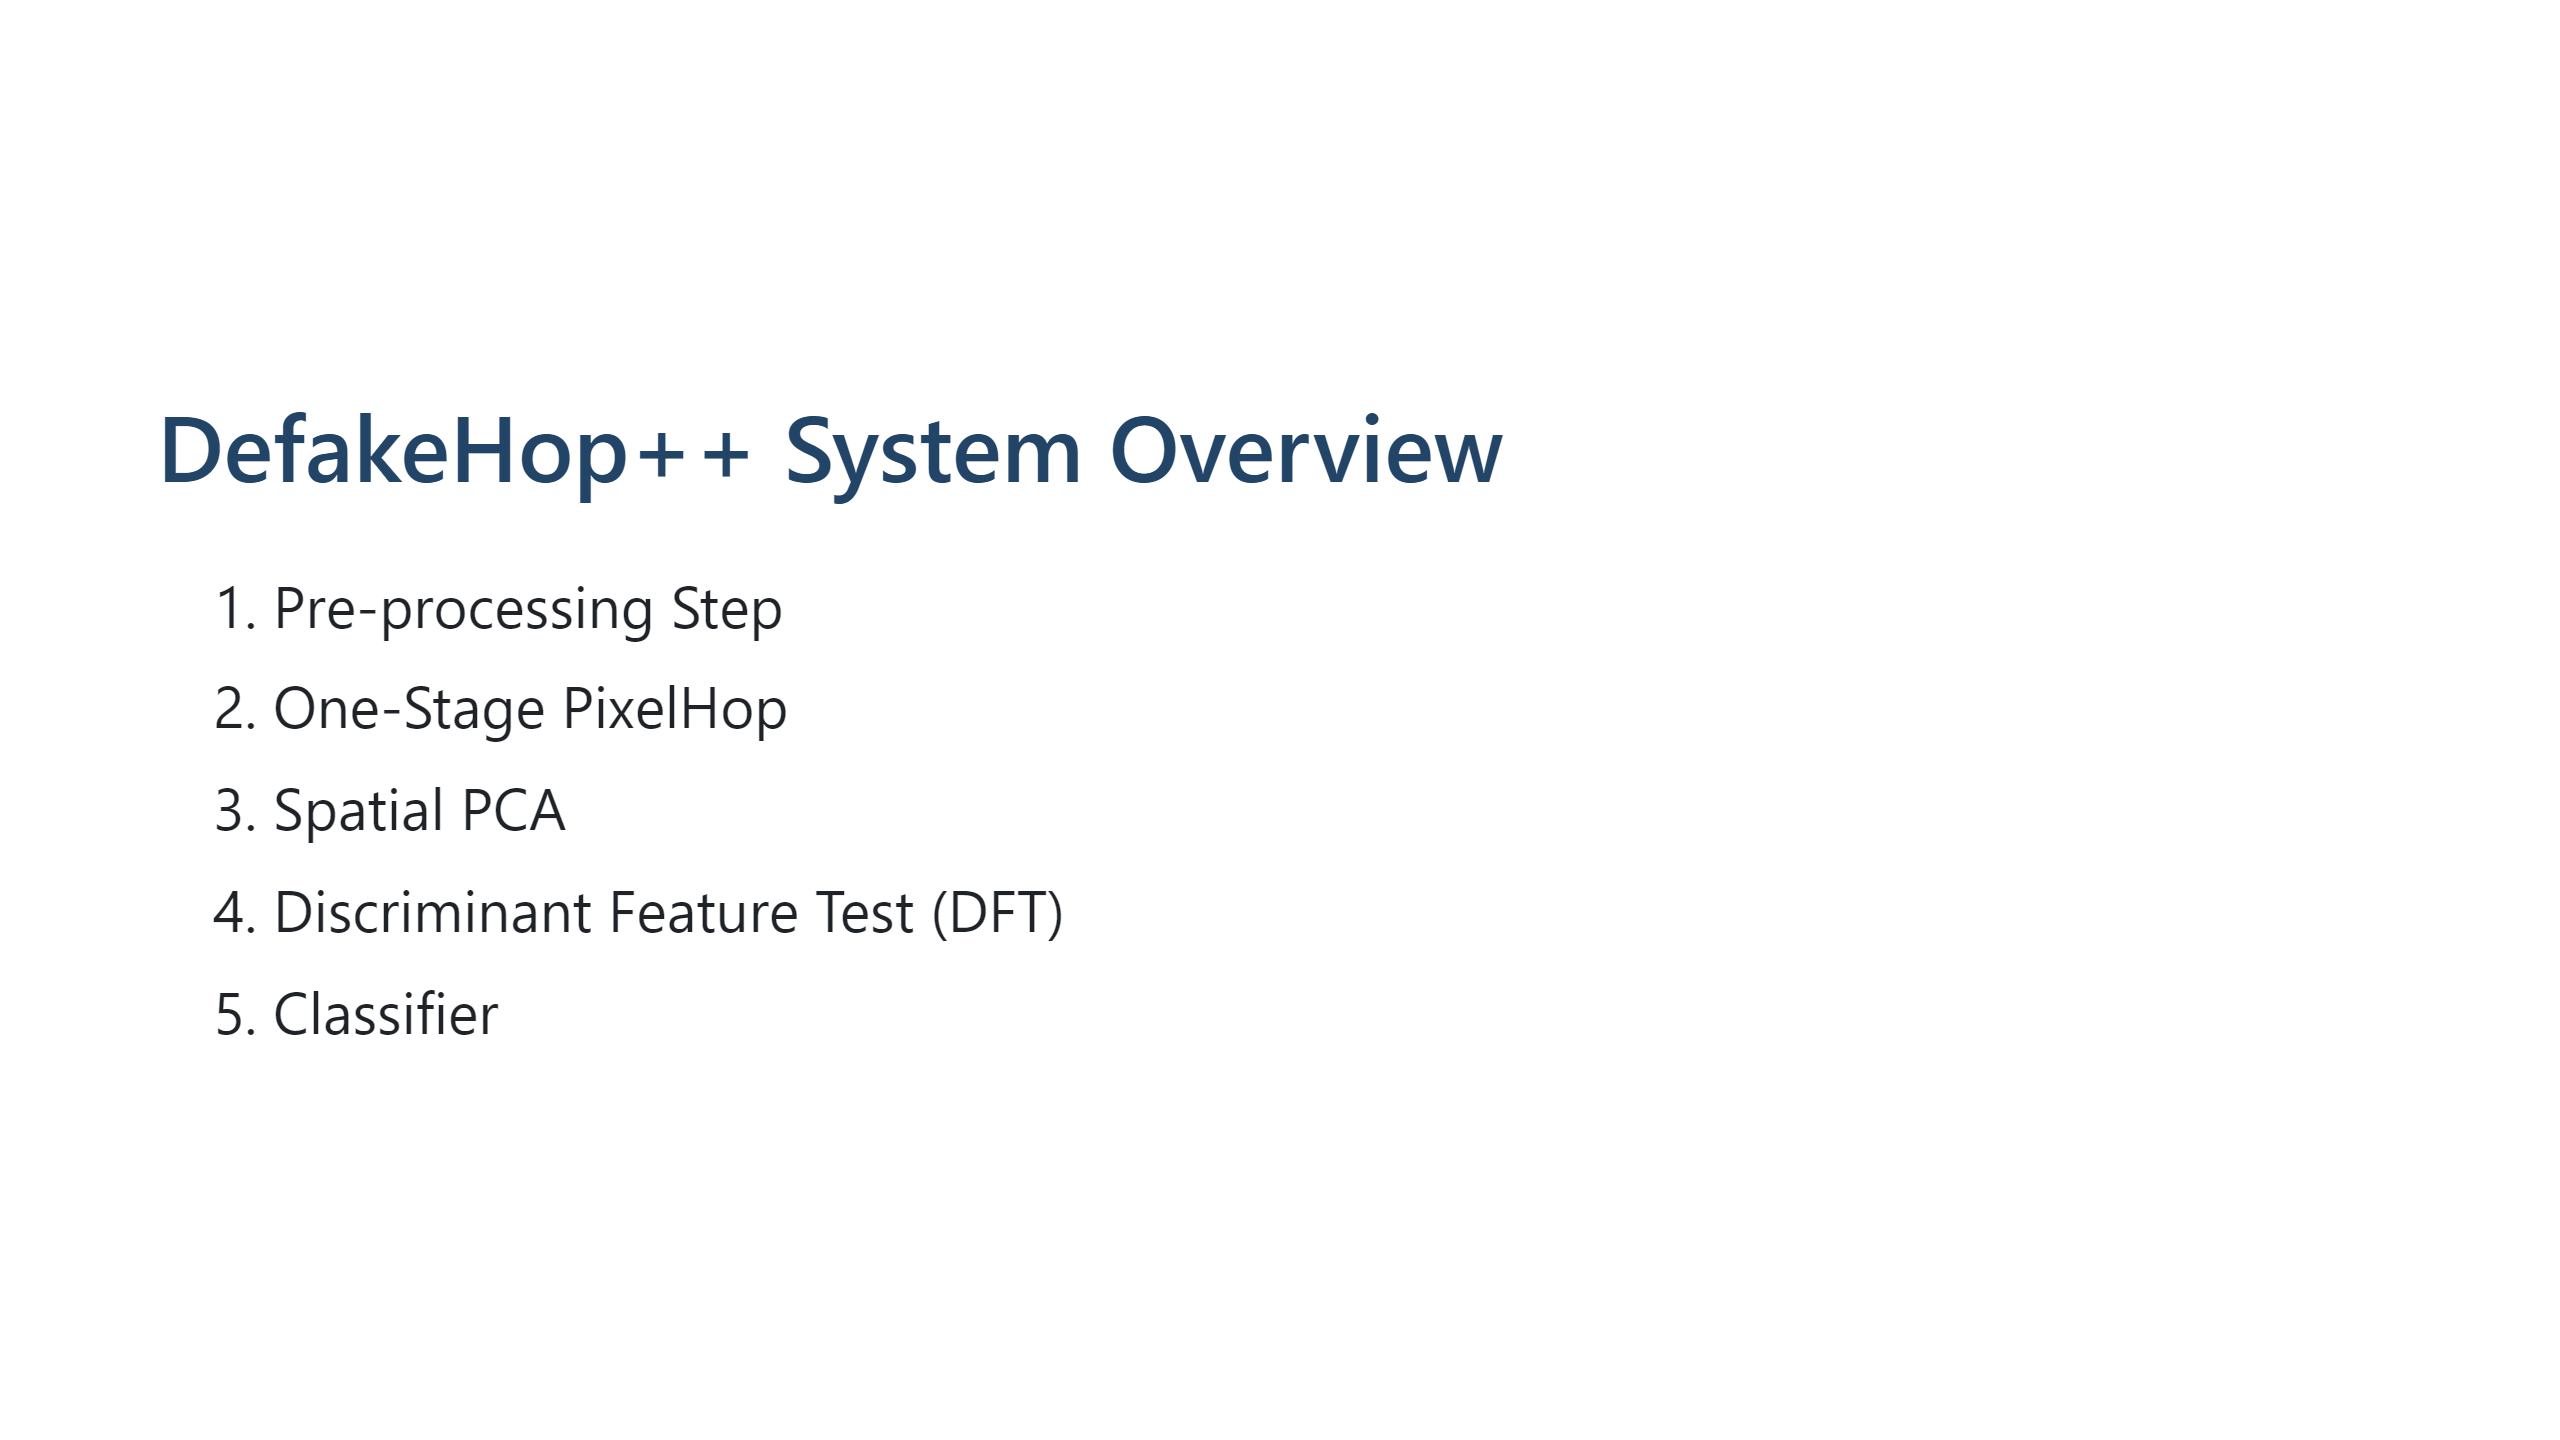 DefakeHop++ System Overview
1. Pre-processing Step
2. One-Stage PixelHop
3. Spatial PCA
4. Discriminant Feature Test (DFT)
5. Classifier